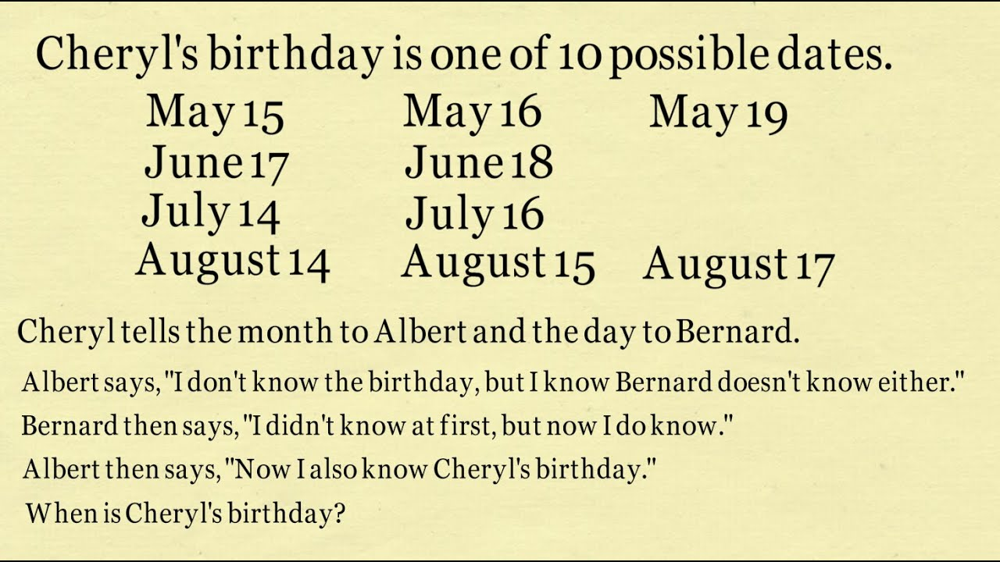 Cheryl's birthday is one of 10 possible dates.
May 15 May 16 May 19
June 17 June 18
July 14 July 16
August 14 August 15 August 17
Cheryl tells the month to Albert and the day to Bernard.
Albert says, "I don't know the birthday, but I know Bernard doesn't know either."
Bernard then says, "I didn't know at first, but now I do know."
Albert then says, "Now I also know Cheryl's birthday."
When is Cheryl's birthday?